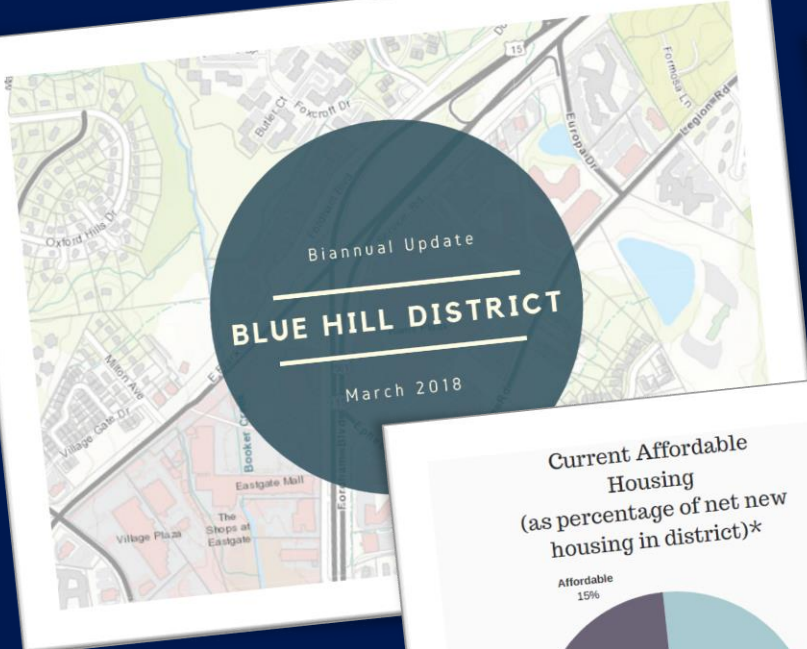 15
Formosa Ln
Legion Rd
Butler Ct
Foxcroft Dr
Europa Dr
Oxford Hills Dr
Biannual Update
BLUE HILL DISTRICT
March 2018
Milton Ave
Village Gate Dr
Booker
Eastgate Mall
The
Shops at
Eastgate
Village Plaza
Current Affordable
Housing
(as percentage of net new
housing in district)*
Affordable
15%